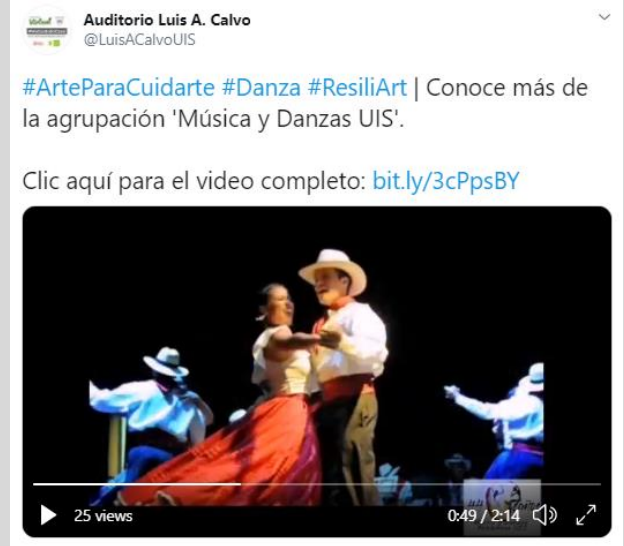 Auditorio Luis A. Calvo
@LuisACalvoUIS
#ArteParaCuidarte #Danza #ResiliArt | Conoce más de
la agrupación 'Música y Danzas UIS'.
Clic aquí para el video completo: bit.ly/3cPpsBY
25 views
0:49 / 2:14